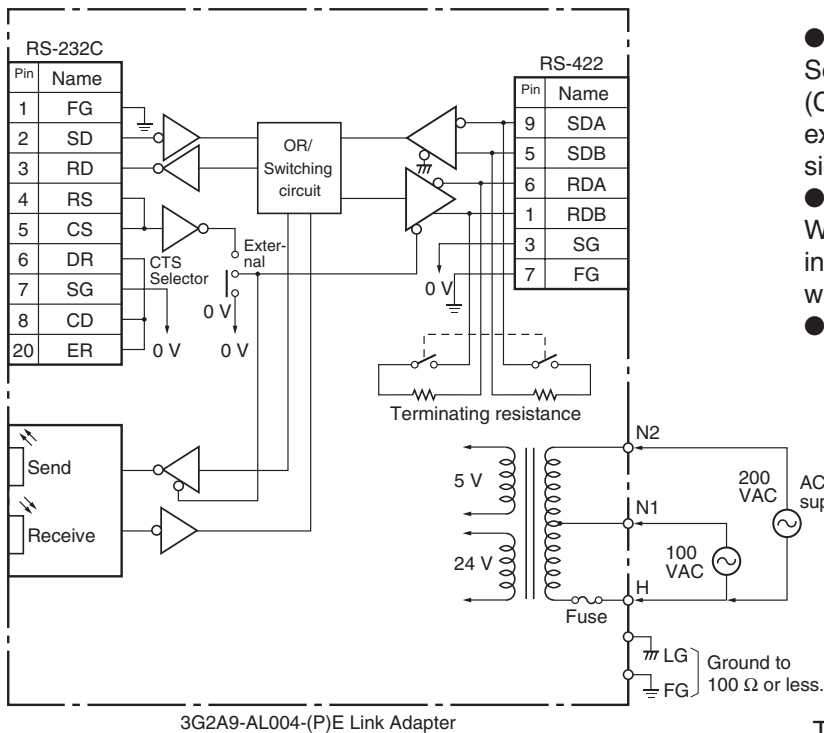 RS-232C
Pin Name
1 FG
2 SD
3 RD
4 RS
5 CS
6 DR
7 SG
8 CD
20 ER
OR/
Switching
circuit
RS-422
Pin Name
9 SDA
5 SDB
6 RDA
1 RDB
3 SG
7 FG
CTS
Selector
Exter-
nal
0 V
0 V
0 V
0 V
Terminating resistance
Send
Receive
5 V
24 V
N2
N1
H
Fuse
200
VAC
100
VAC
AC
LG
FG
Ground to
100 Ω or less.
3G2A9-AL004-(P)E Link Adapter
●
●
●